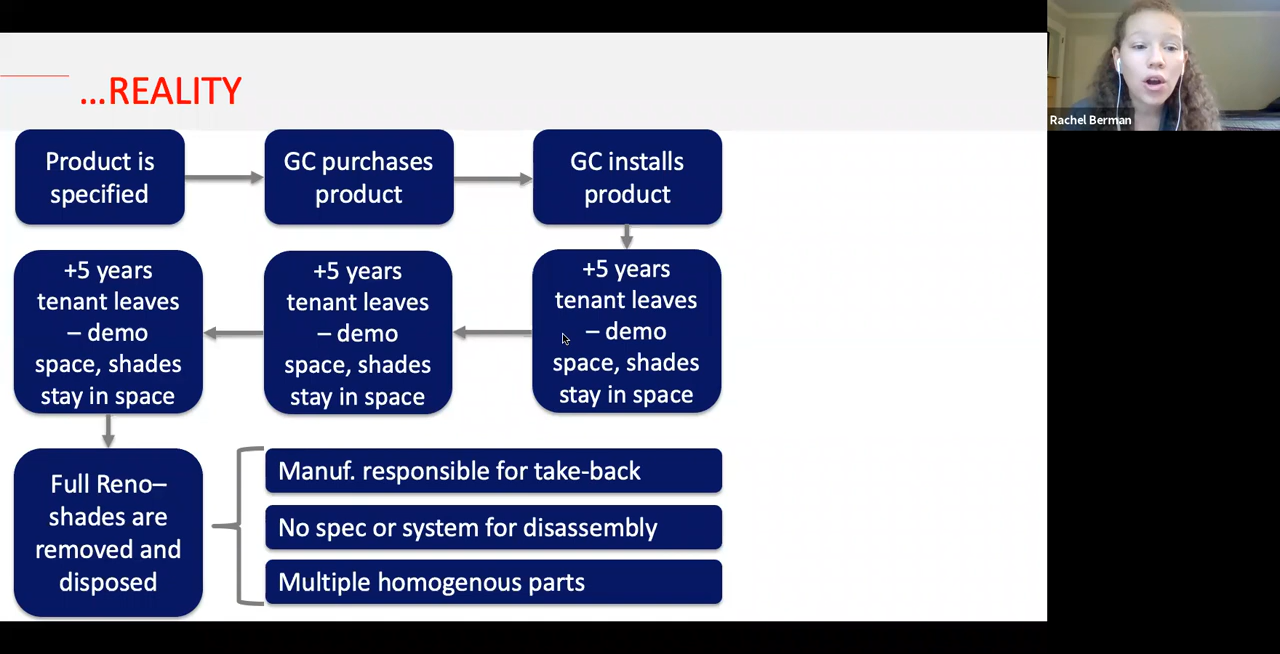 ...REALITY
Product is
specified
GC purchases
product
GC installs
product
+5 years
tenant leaves
– demo
space, shades
stay in space
+5 years
tenant leaves
– demo
space, shades
stay in space
+5 years
tenant leaves
– demo
space, shades
stay in space
Full Reno–
shades are
removed and
disposed
Manuf. responsible for take-back
No spec or system for disassembly
Multiple homogenous parts
Rachel Berman